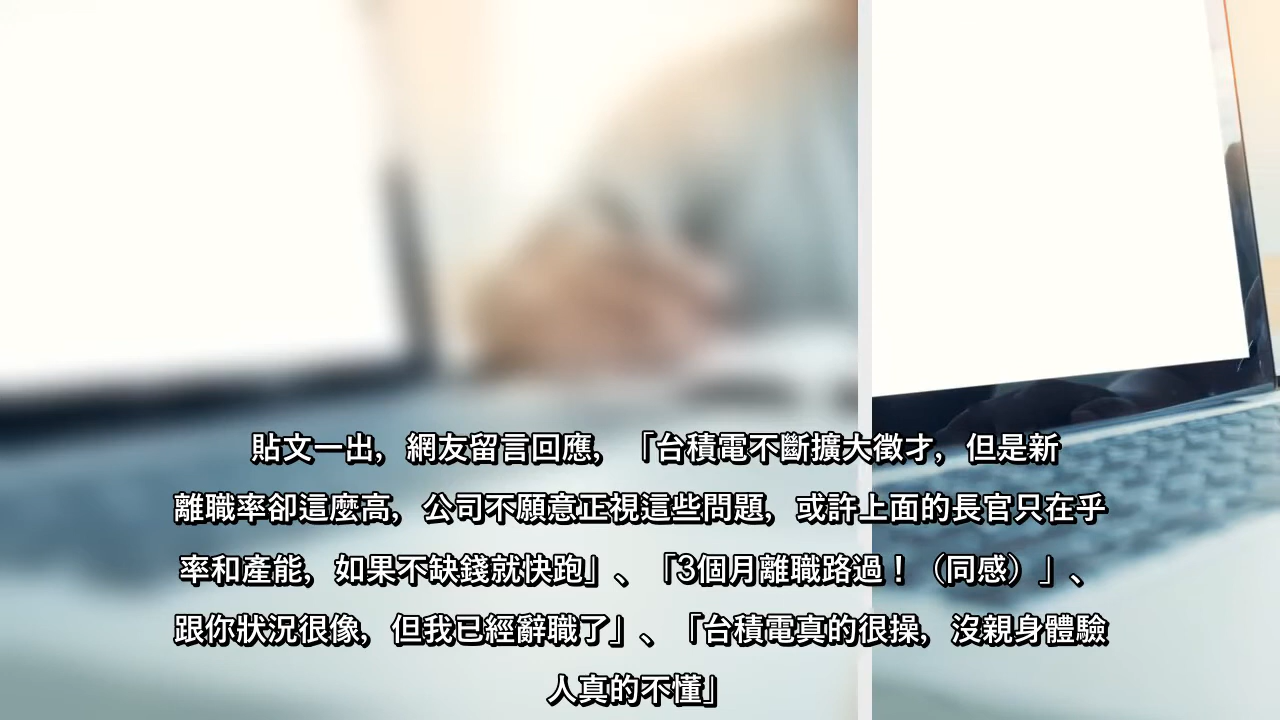 貼文一出，網友留言回應，「台積電不斷擴大徵才，但是新
離職率卻這麼高，公司不願意正視這些問題，或許上面的長官只在乎
率和產能，如果不缺錢就快跑」、「3個月離職路過！（同感）」、
跟你狀況很像，但我已經辭職了」、「台積電真的很操，沒親身體驗
人真的不懂」